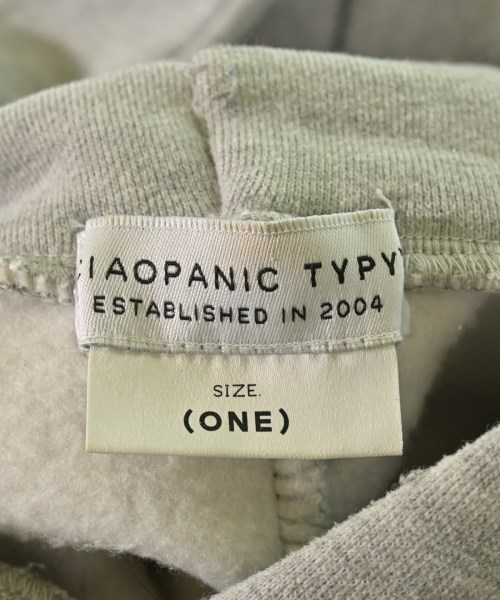 CIAOPANIC TYPY
ESTABLISHED IN 2004
SIZE.
(ONE)